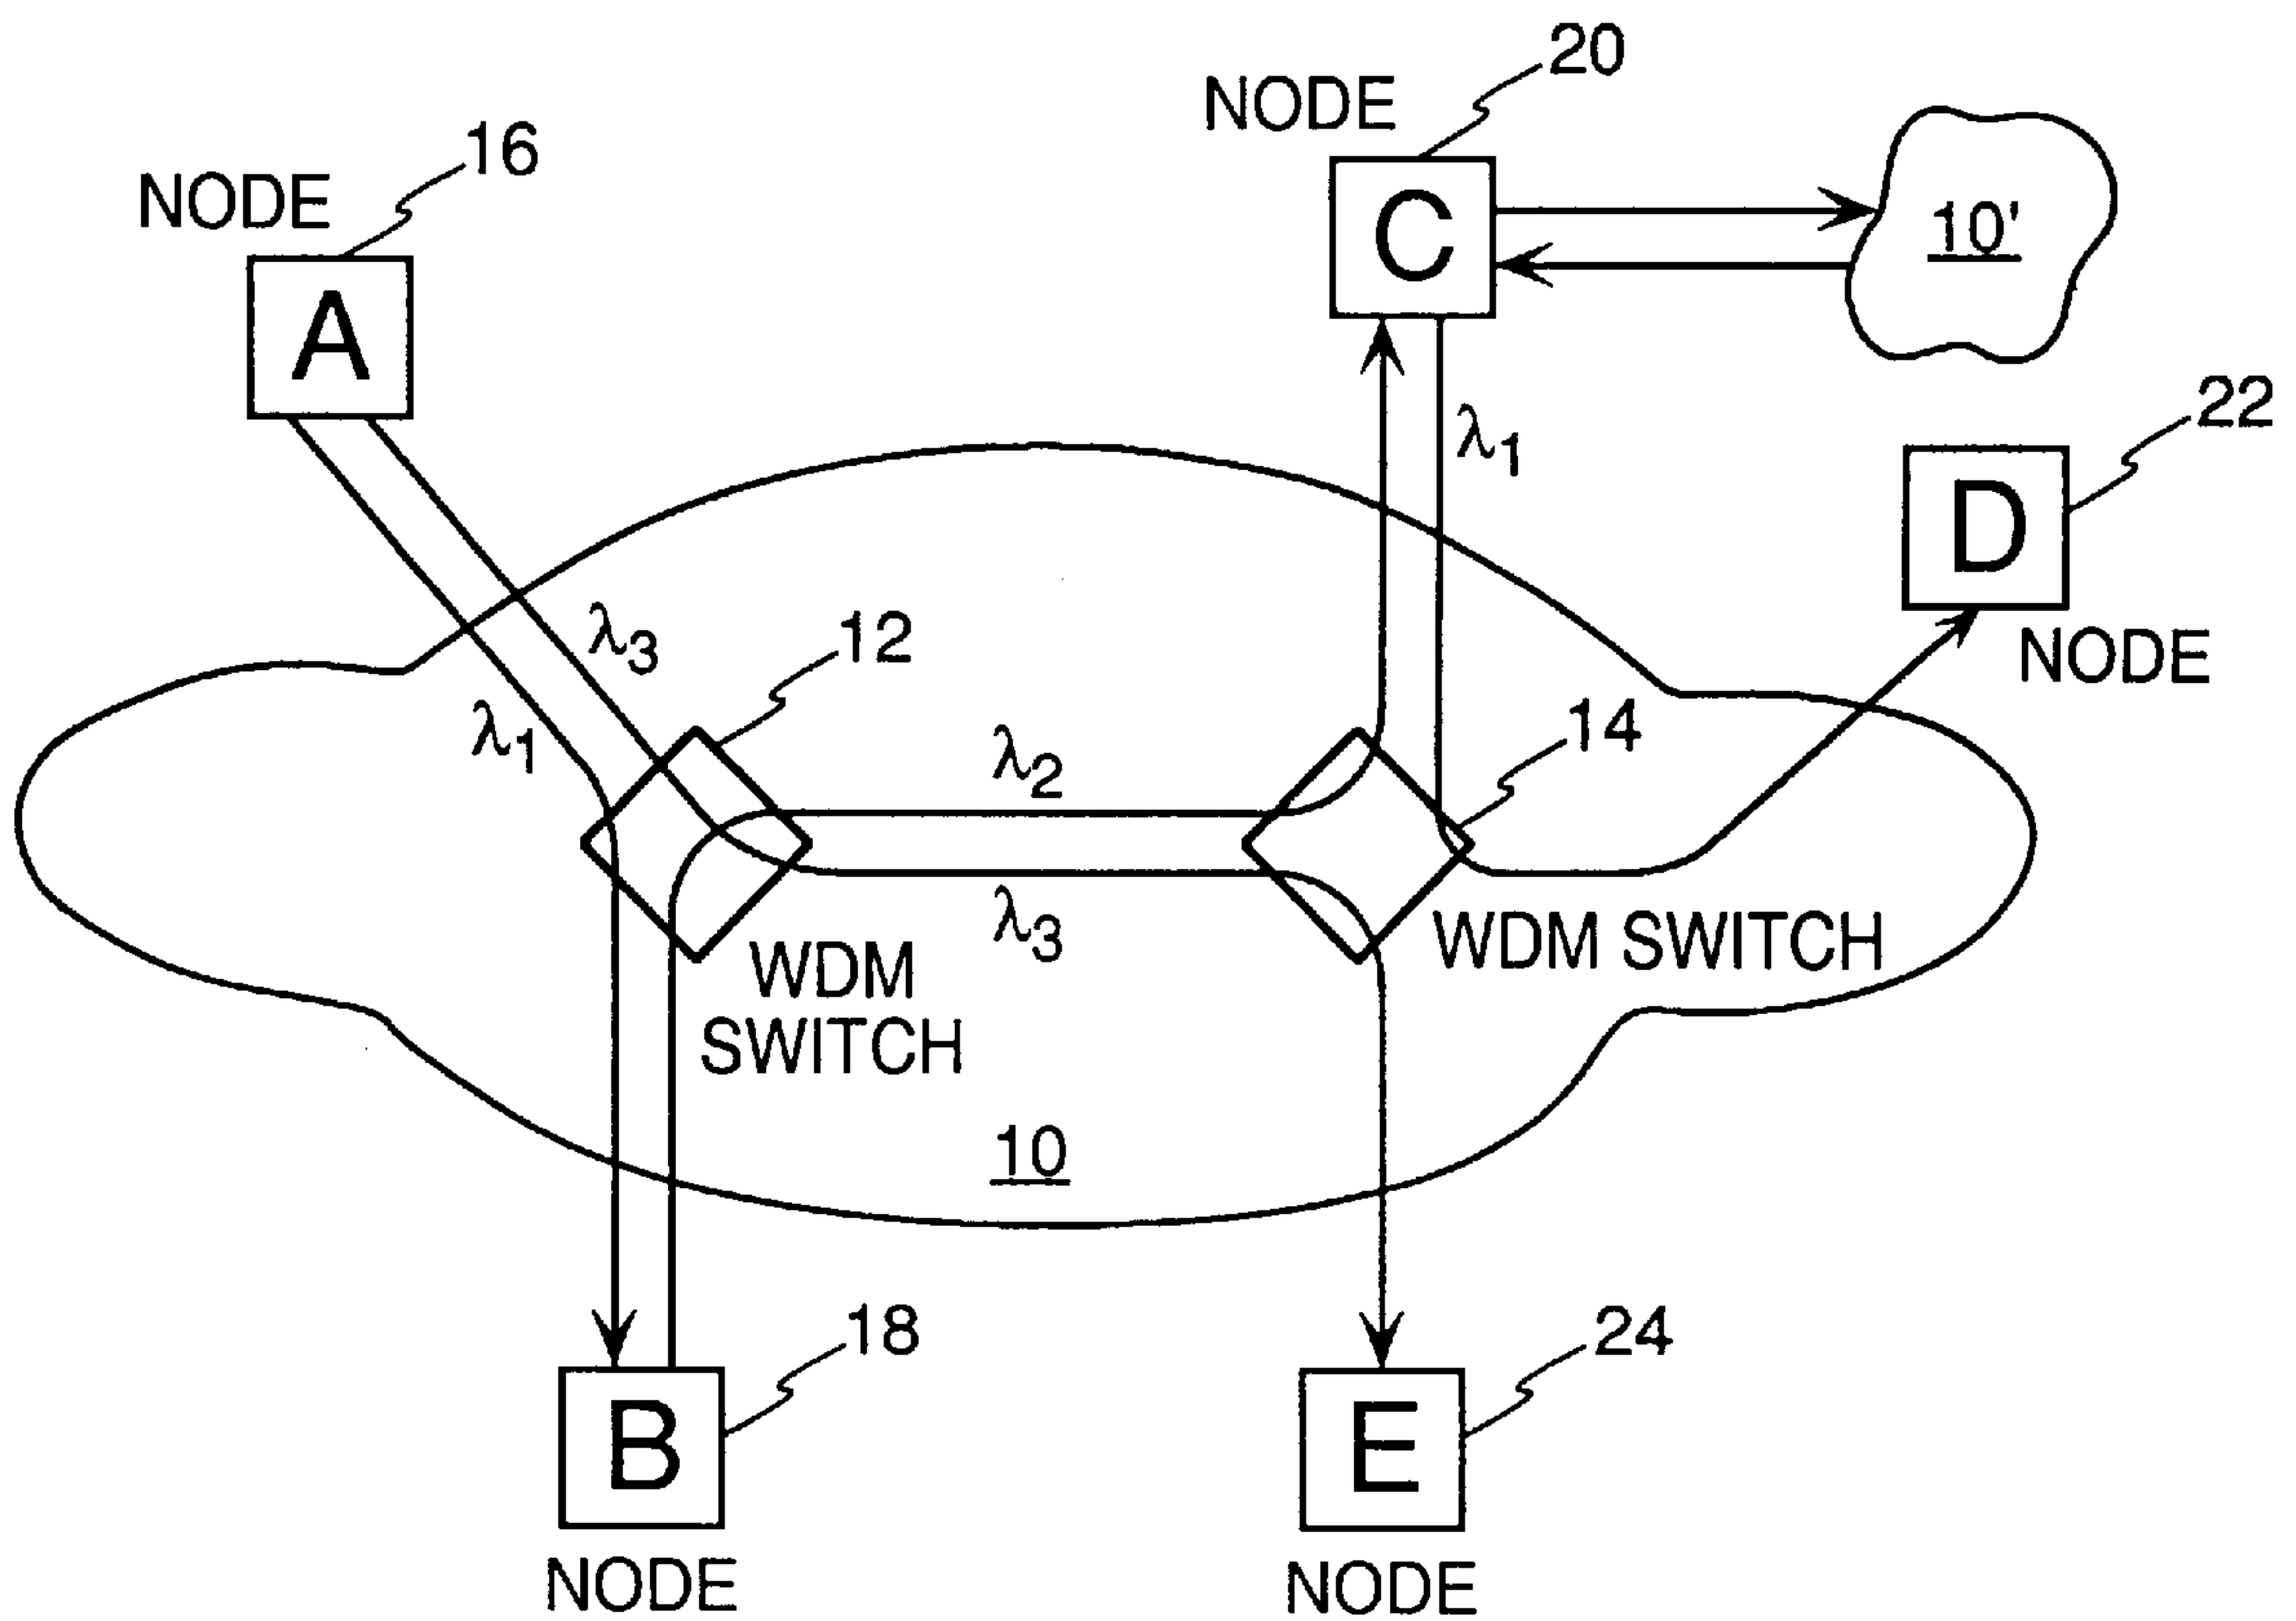 20
NODE
16
NODE
C
10'
A
22
λ1
D
λ3
12
NODE
λ1
14
λ2
λ3
WDM SWITCH
WDM
SWITCH
10
18
24
B
E
NODE
NODE